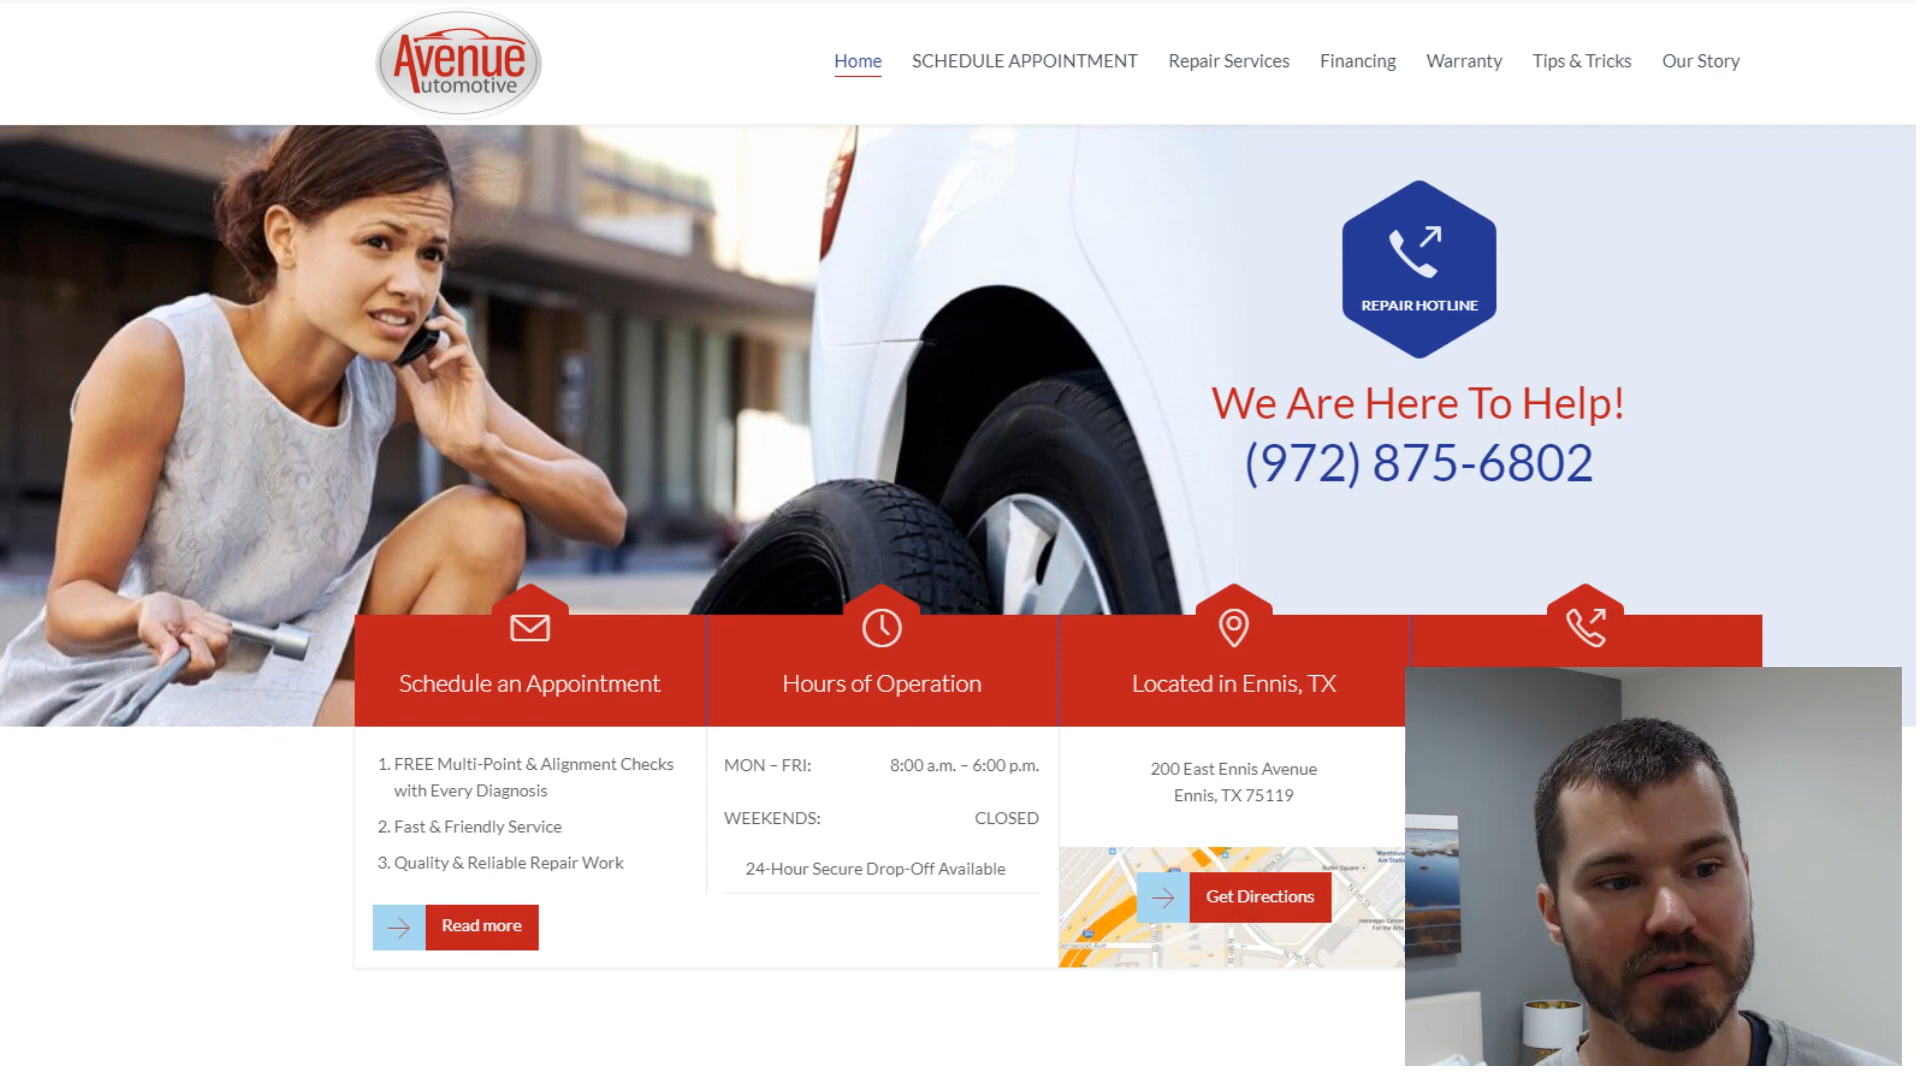 Avenue
Automotive
Home
SCHEDULE APPOINTMENT
Repair Services
Financing
Warranty
Tips & Tricks
Our Story
REPAIR HOTLINE
We Are Here To Help!
(972) 875-6802
Schedule an Appointment
1. FREE Multi-Point & Alignment Checks
with Every Diagnosis
2. Fast & Friendly Service
3. Quality & Reliable Repair Work
Read more
Hours of Operation
MON – FRI: 8:00 a.m. – 6:00 p.m.
WEEKENDS: CLOSED
24-Hour Secure Drop-Off Available
Located in Ennis, TX
200 East Ennis Avenue
Ennis, TX 75119
Get Directions